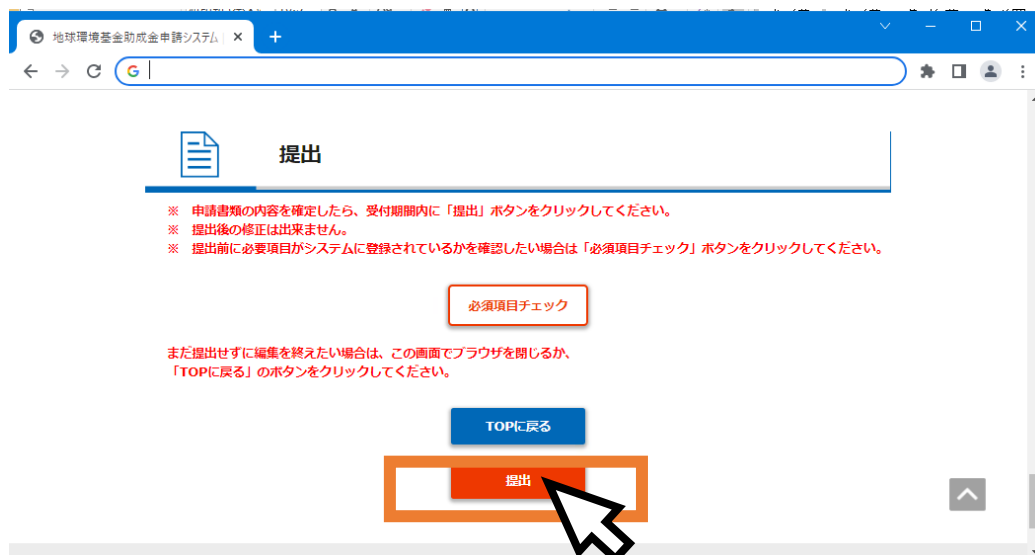 地球環境基金助成金申請システム
提出
※ 申請書類の内容を確定したら、受付期間内に「提出」ボタンをクリックしてください。
※ 提出後の修正は出来ません。
※ 提出前に必要項目がシステムに登録されているかを確認したい場合は「必須項目チェック」ボタンをクリックしてください。
必須項目チェック
まだ提出せずに編集を終えたい場合は、この画面でブラウザを閉じるか、
「TOPに戻る」のボタンをクリックしてください。
TOPに戻る
提出